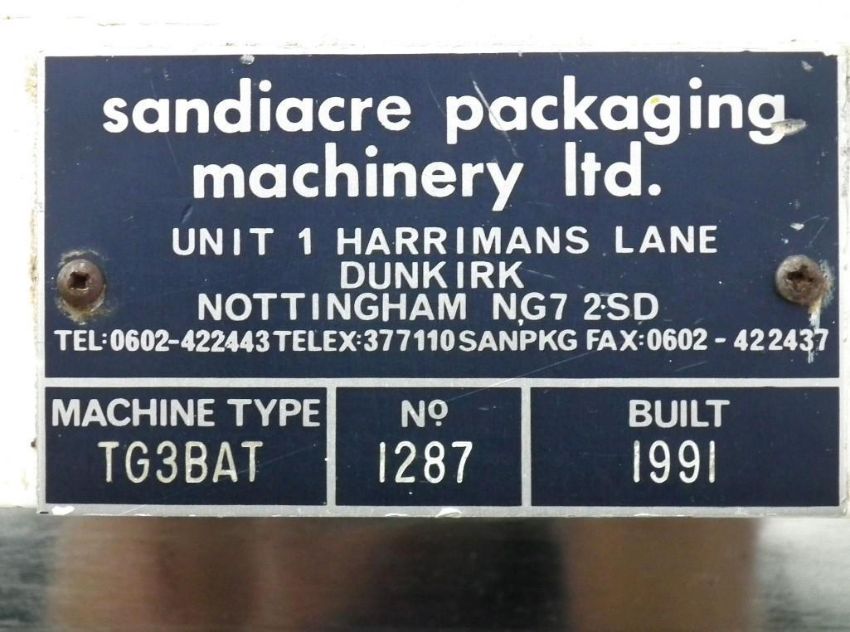 sandiacre packaging
machinery ltd.
UNIT 1 HARRIMANS LANE
DUNKIRK
NOTTINGHAM NG7 2SD
TEL:0602-422443 TELEX:377110 SANPKG FAX:0602 - 422437
MACHINE TYPE Nº BUILT
TG3BAT 1287 1991